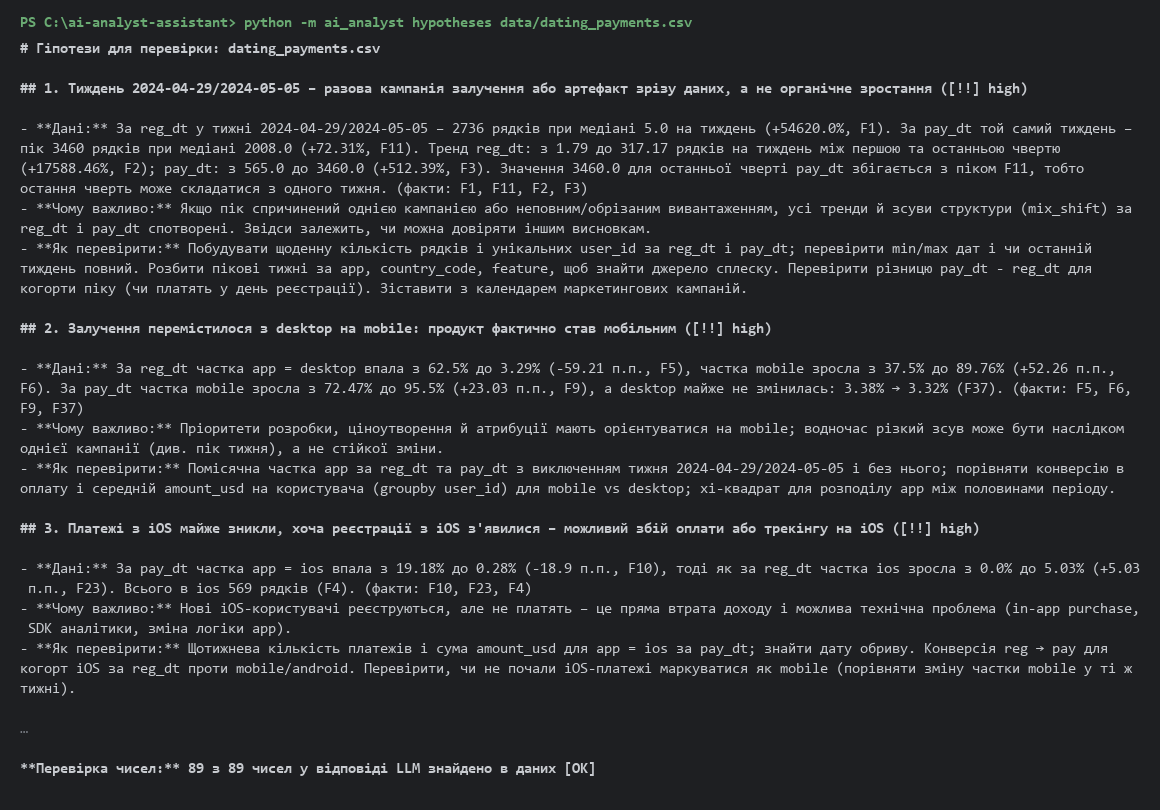 PS C:\ai-analyst-assistant> python -m ai_analyst hypotheses data/dating_payments.csv
# Гіпотези для перевірки: dating_payments.csv
## 1. Тиждень 2024-04-29/2024-05-05 – разова кампанія залучення або артефакт зрізу даних, а не органічне зростання ([!!] high)
- **Дані:** За reg_dt у тижні 2024-04-29/2024-05-05 – 2736 рядків при медіані 5.0 на тиждень (+54620.0%, F1). За pay_dt той самий тиждень –
пік 3460 рядків при медіані 2008.0 (+72.31%, F11). Тренд reg_dt: з 1.79 до 317.17 рядків на тиждень між першою та останньою чвертю
(+17588.46%, F2); pay_dt: з 565.0 до 3460.0 (+512.39%, F3). Значення 3460.0 для останньої чверті pay_dt збігається з піком F11, тобто
остання чверть може складатися з одного тижня. (факти: F1, F11, F2, F3)
- **Чому важливо:** Якщо пік спричинений однією кампанією або неповним/обрізаним вивантаженням, усі тренди й зсуви структури (mix_shift) за
reg_dt і pay_dt спотворені. Звідси залежить, чи можна довіряти іншим висновкам.
- **Як перевірити:** Побудувати щоденну кількість рядків і унікальних user_id за reg_dt і pay_dt; перевірити min/max дат і чи останній
тиждень повний. Розбити пікові тижні за app, country_code, feature, щоб знайти джерело сплеску. Перевірити різницю pay_dt - reg_dt для
когорти піку (чи платять у день реєстрації). Зіставити з календарем маркетингових кампаній.
## 2. Залучення перемістилося з desktop на mobile: продукт фактично став мобільним ([!!] high)
- **Дані:** За reg_dt частка app = desktop впала з 62.5% до 3.29% (-59.21 п.п., F5), частка mobile зросла з 37.5% до 89.76% (+52.26 п.п.,
F6). За pay_dt частка mobile зросла з 72.47% до 95.5% (+23.03 п.п., F9), а desktop майже не змінилась: 3.38% → 3.32% (F37). (факти: F5, F6,
F9, F37)
- **Чому важливо:** Пріоритети розробки, ціноутворення й атрибуції мають орієнтуватися на mobile; водночас різкий зсув може бути наслідком
однієї кампанії (див. пік тижня), а не стійкої зміни.
- **Як перевірити:** Помісячна частка app за reg_dt та pay_dt з виключенням тижня 2024-04-29/2024-05-05 і без нього; порівняти конверсію в
оплату і середній amount_usd на користувача (groupby user_id) для mobile vs desktop; хі-квадрат для розподілу app між половинами періоду.
## 3. Платежі з iOS майже зникли, хоча реєстрації з iOS з'явилися – можливий збій оплати або трекінгу на iOS ([!!] high)
- **Дані:** За pay_dt частка app = ios впала з 19.18% до 0.28% (-18.9 п.п., F10), тоді як за reg_dt частка ios зросла з 0.0% до 5.03% (+5.03
п.п., F23). Всього в ios 569 рядків (F4). (факти: F10, F23, F4)
- **Чому важливо:** Нові iOS-користувачі реєструються, але не платять – це пряма втрата доходу і можлива технічна проблема (in-app purchase,
SDK аналітики, зміна логіки app).
- **Як перевірити:** Щотижнева кількість платежів і сума amount_usd для app = ios за pay_dt; знайти дату обриву. Конверсія reg → pay для
когорт iOS за reg_dt проти mobile/android. Перевірити, чи не почали iOS-платежі маркуватися як mobile (порівняти зміну частки mobile у ті ж
тижні).
…
**Перевірка чисел:** 89 з 89 чисел у відповіді LLM знайдено в даних [OK]